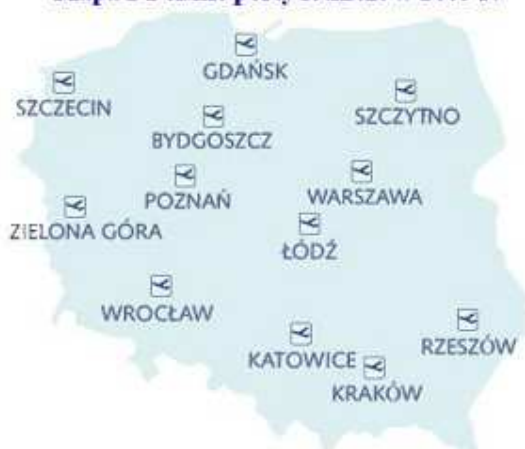 GDAŃSK
SZCZECIN
SZCZYTNO
BYDGOSZCZ
POZNAŃ
WARSZAWA
ZIELONA GÓRA
ŁÓDŹ
WROCŁAW
RZESZÓW
KATOWICE
KRAKÓW